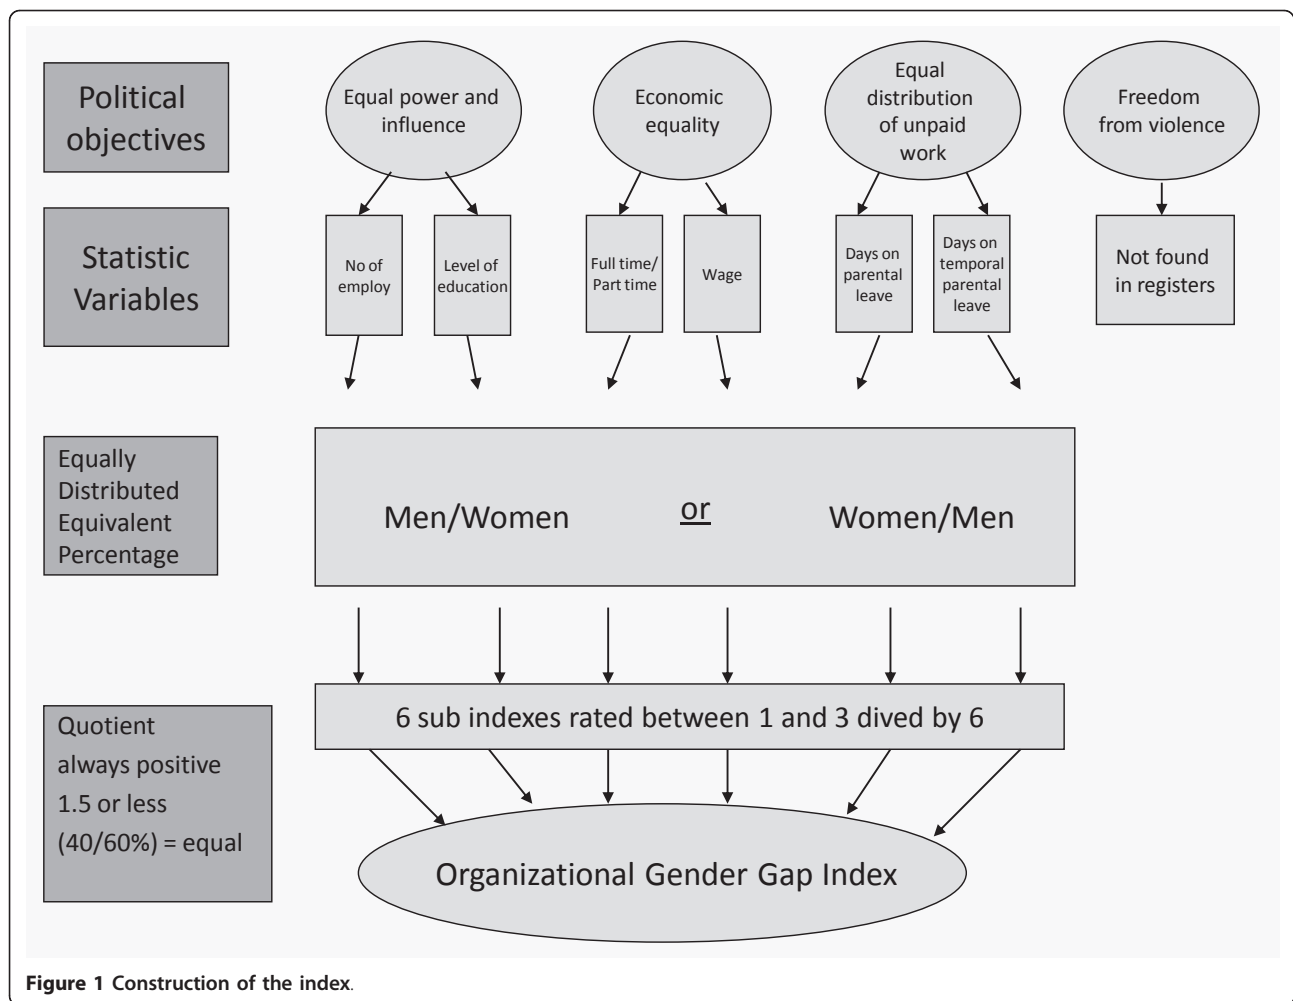 Political
objectives
Equal power and
influence
Economic
equality
Equal
distribution
of unpaid
work
Freedom
from violence
Statistic
Variables
No of
employ
Level of
education
Full time/
Part time
Wage
Days on
parental
leave
Days on
temporal
parental
leave
Not found
in registers
Equally
Distributed
Equivalent
Percentage
Men/Women
or
Women/Men
Quotient
always positive
1.5 or less
(40/60%) = equal
6 sub indexes rated between 1 and 3 dived by 6
Organizational Gender Gap Index
Figure 1 Construction of the index.